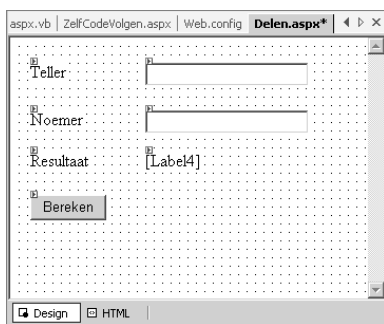 aspx.vb | ZelfCodeVolgen.aspx | Web.config Delen.aspx*
Teller
Noemer
Resultaat [Label4]
Bereken
Design HTML